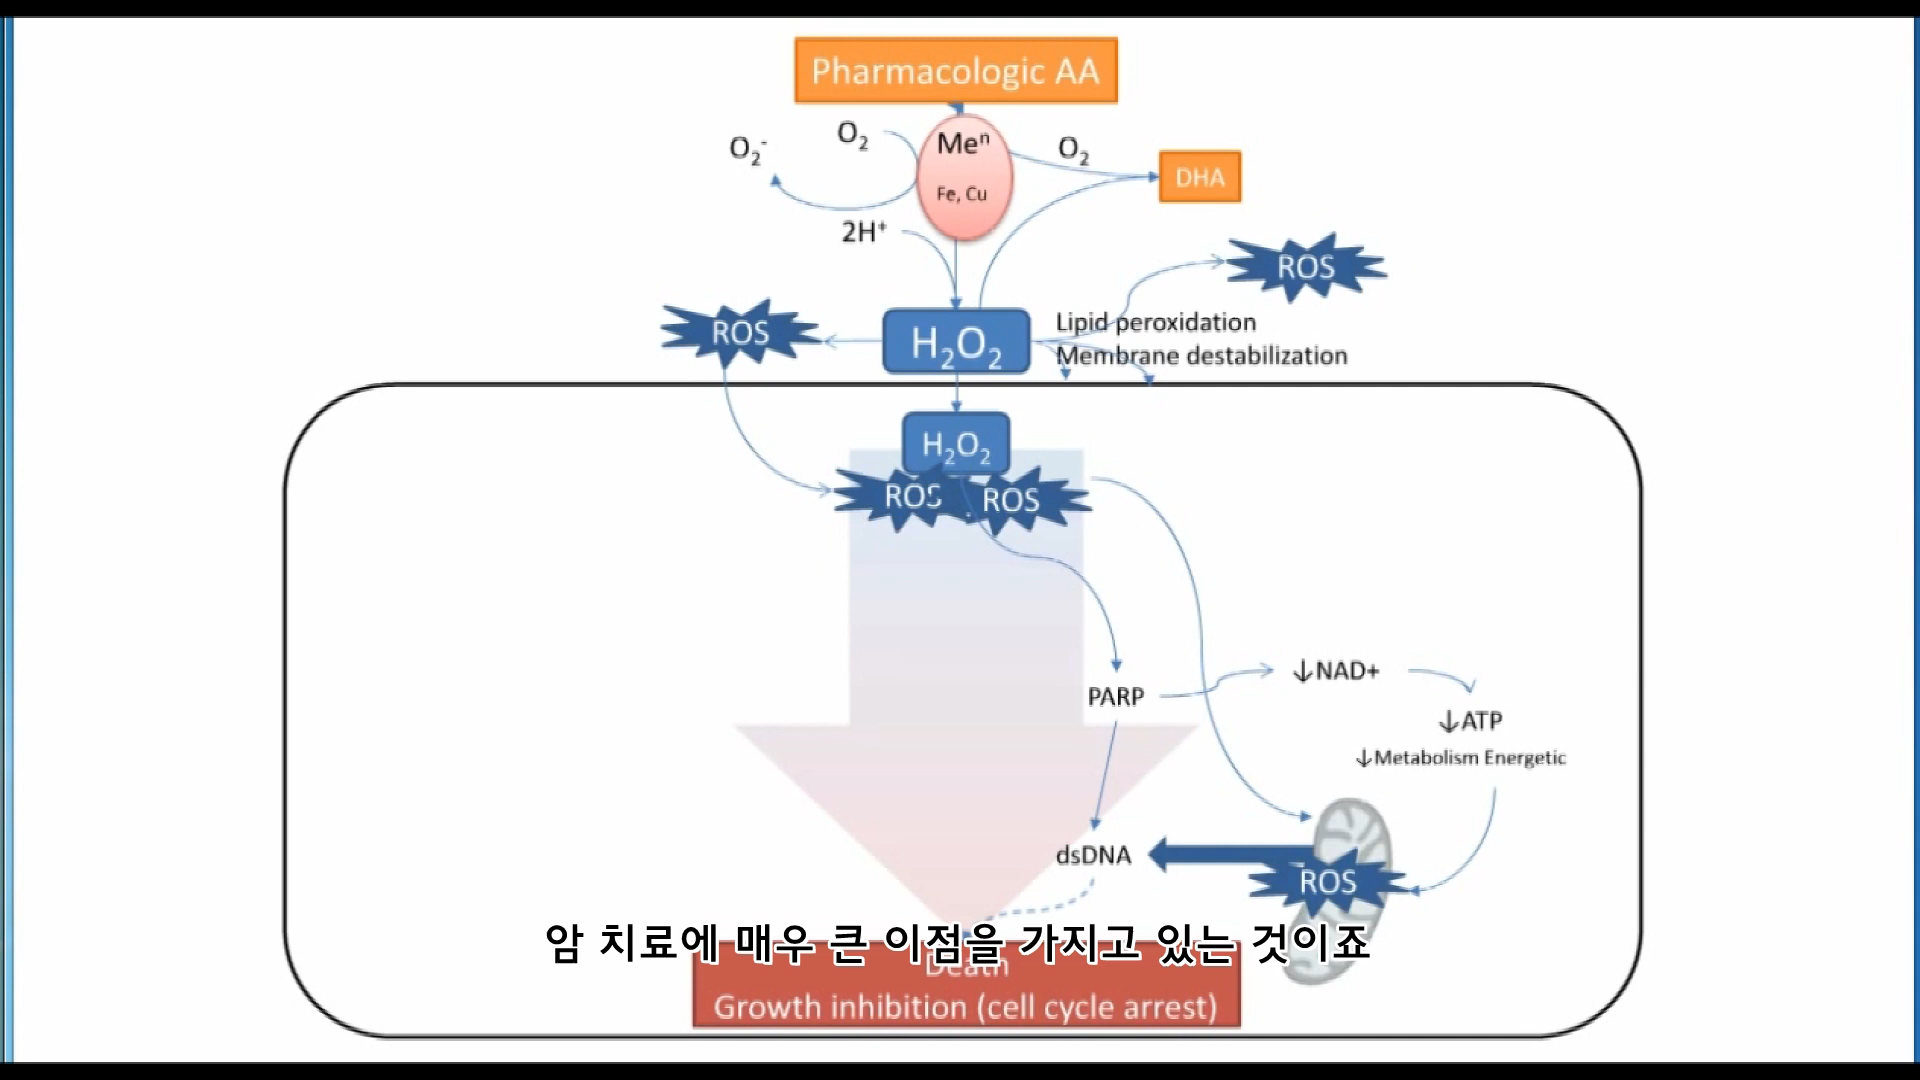 Pharmacologic AA
O₂⁻
O₂
Meⁿ
Fe, Cu
O₂
DHA
2H⁺
ROS
ROS
H₂O₂
Lipid peroxidation
Membrane destabilization
H₂O₂
ROS
ROS
PARP
↓NAD+
↓ATP
↓Metabolism Energetic
dsDNA
ROS
암 치료에 매우 큰 이점을 가지고 있는 것이죠
Death
Growth inhibition (cell cycle arrest)